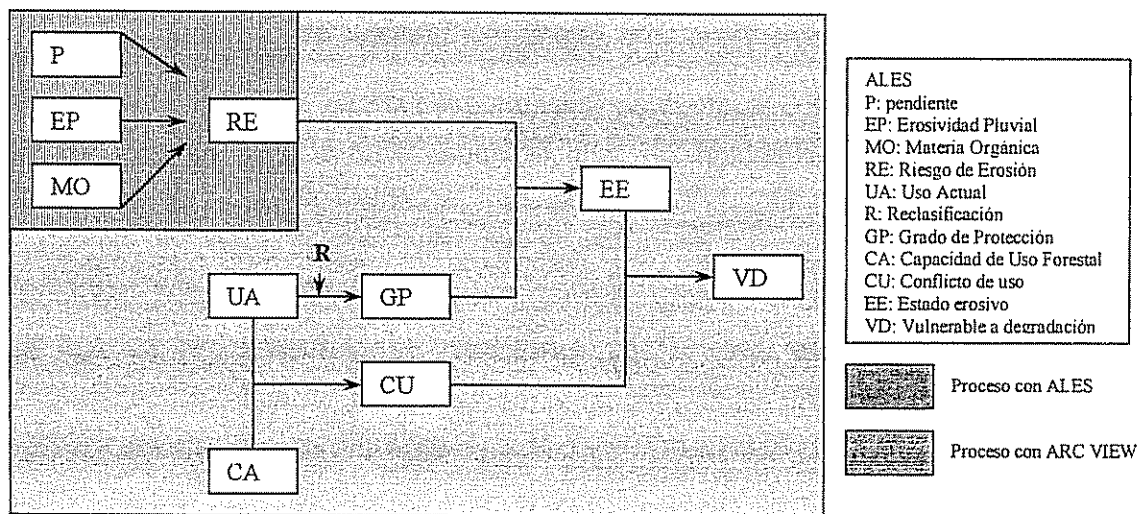 P
EP
MO
RE
EE
R
UA
GP
VD
CU
CA
ALES
P: pendiente
EP: Erosividad Pluvial
MO: Materia Orgánica
RE: Riesgo de Erosión
UA: Uso Actual
R: Reclasificación
GP: Grado de Protección
CA: Capacidad de Uso Forestal
CU: Conflicto de uso
EE: Estado erosivo
VD: Vulnerable a degradación
Proceso con ALES
Proceso con ARC VIEW